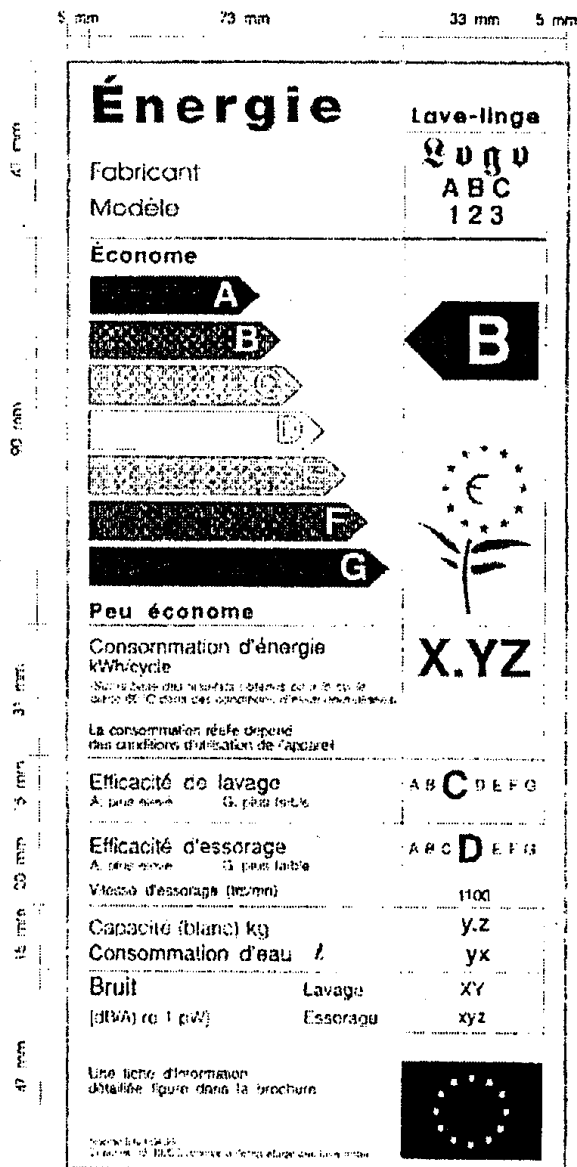 5 mm 73 mm 33 mm 5 mm
Énergie
Lave-linge
Logo
ABC
123
Fabricant
Modèle
Économe
A
B
B
C
D
E
F
G
90 mm
Peu économe
Consommation d'énergie
kWh/cycle
X.YZ
La consommation réelle dépend
des conditions d'utilisation de l'appareil
Efficacité de lavage
A: plus élevé G: plus faible
A B C D E F G
Efficacité d'essorage
A: plus élevé G: plus faible
A B C D E F G
Vitesse d'essorage (trs/mn)
1100
Capacité (blanc) kg
y.z
Consommation d'eau ℓ
yx
Bruit Lavage XY
[dB(A) re 1 pW] Essorage xyz
Une fiche d'information
détaillée figure dans la brochure